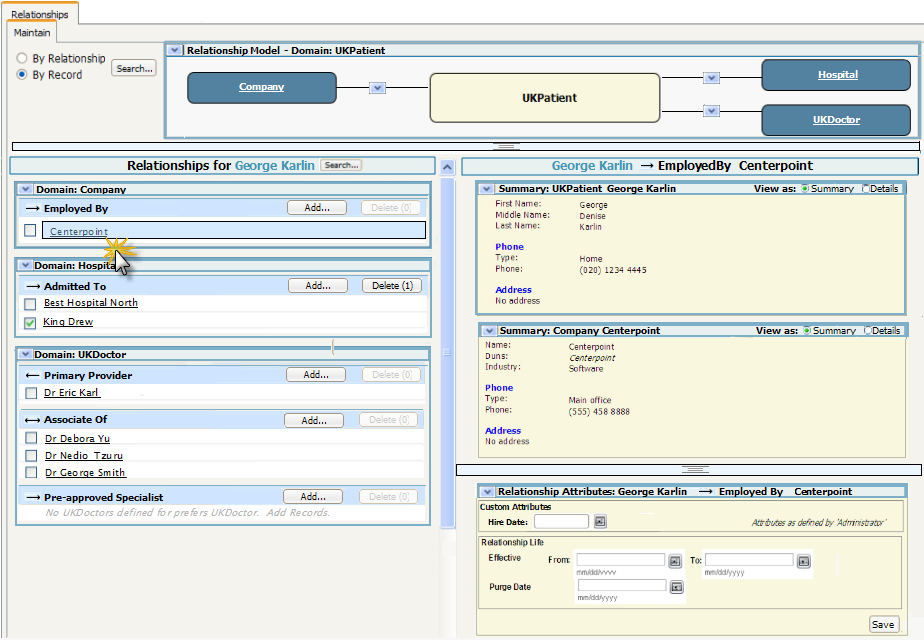 Relationships
Maintain
By Relationship
By Record
Search...
Relationship Model - Domain: UKPatient
Company
UKPatient
Hospital
UKDoctor
Relationships for George Karlin Search...
Domain: Company
Employed By Add... Delete (0)
Centerpoint
Domain: Hospita
Admitted To Add... Delete (1)
Best Hospital North
King Drew
Domain: UKDoctor
Primary Provider Add... Delete (0)
Dr Eric Karl
Associate Of Add... Delete (0)
Dr Debora Yu
Dr Nedio Tzuru
Dr George Smith
Pre-approved Specialist Add... Delete (0)
No UKDoctors defined for prefers UKDoctor. Add Records.
George Karlin → EmployedBy Centerpoint
Summary: UKPatient George Karlin View as: Summary Details
First Name: George
Middle Name: Denise
Last Name: Karlin
Phone
Type: Home
Phone: (020) 1234 4445
Address
No address
Summary: Company Centerpoint View as: Summary Details
Name: Centerpoint
Duns: Centerpoint
Industry: Software
Phone
Type: Main office
Phone: (555) 458 8888
Address
No address
Relationship Attributes: George Karlin → Employed By Centerpoint
Custom Attributes
Hire Date: Attributes as defined by 'Administrator'
Relationship Life
Effective From: To:
mm/dd/yyyy mm/dd/yyyy
Purge Date
mm/dd/yyyy
Save